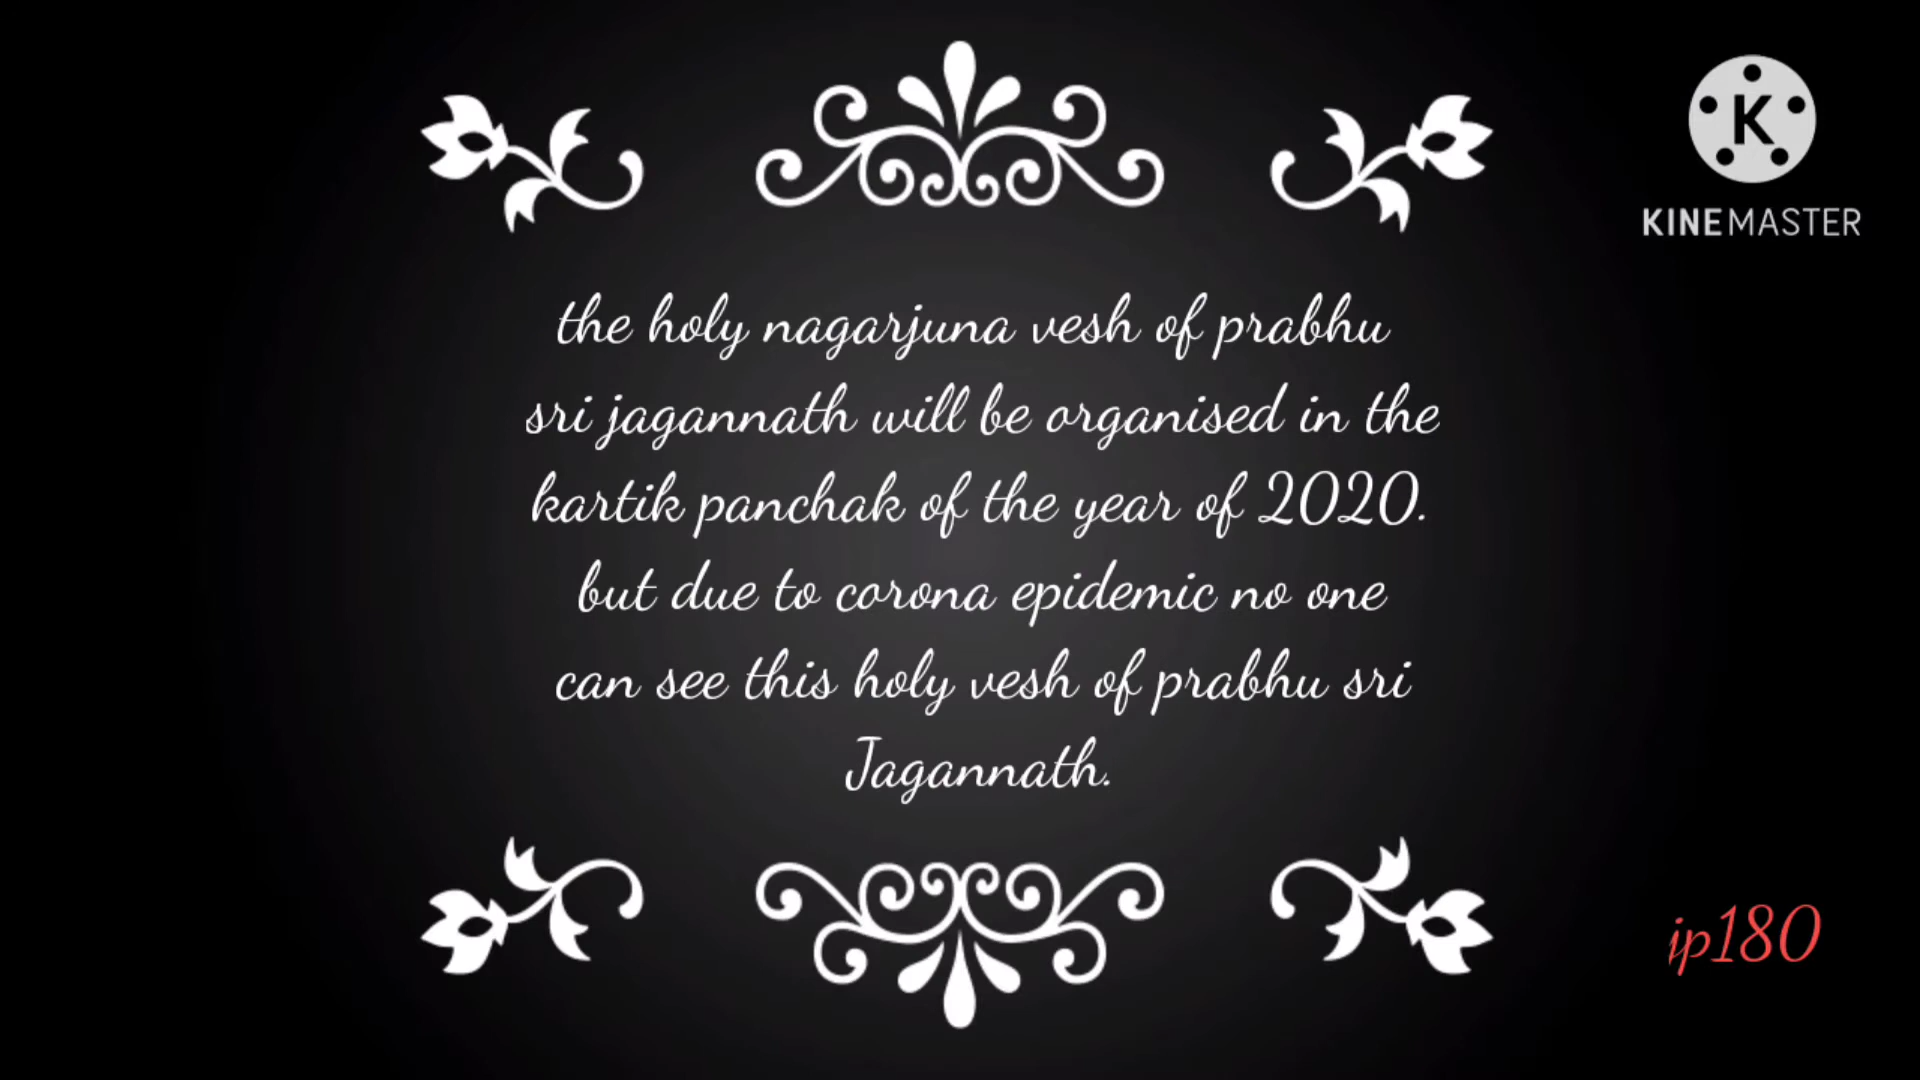 K
KINEMASTER
the holy nagarjuna vesh of prabhu
sri jagannath will be organised in the
kartik panchak of the year of 2020.
but due to corona epidemic no one
can see this holy vesh of prabhu sri
Jagannath.
ip180